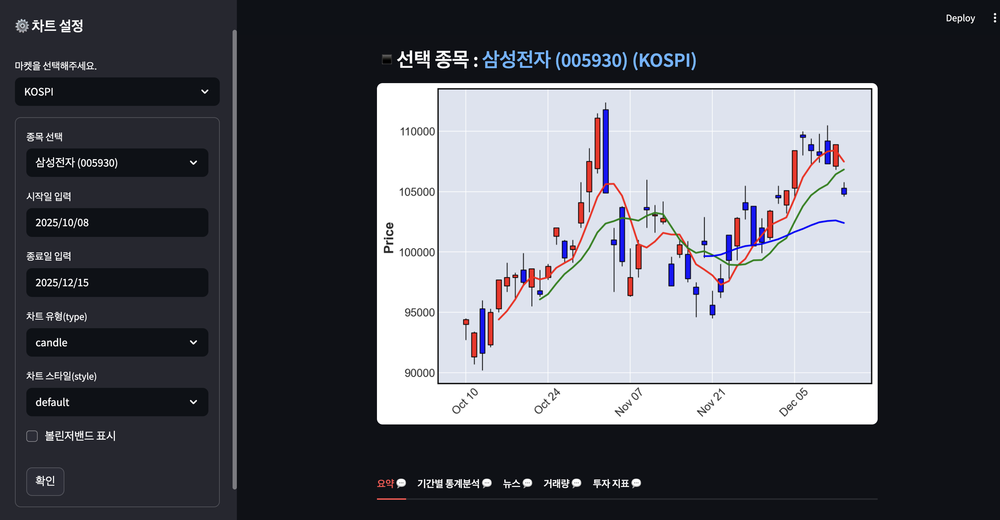 ⚙️차트 설정
마켓을 선택해주세요.
KOSPI
종목 선택
삼성전자 (005930)
시작일 입력
2025/10/08
종료일 입력
2025/12/15
차트 유형(type)
candle
차트 스타일(style)
default
볼린저밴드 표시
확인
Deploy
선택 종목 : 삼성전자 (005930) (KOSPI)
Price
110000
105000
100000
95000
90000
Oct 10
Oct 24
Nov 07
Nov 21
Dec 05
요약💬 기간별 통계분석💬 뉴스💬 거래량💬 투자 지표💬